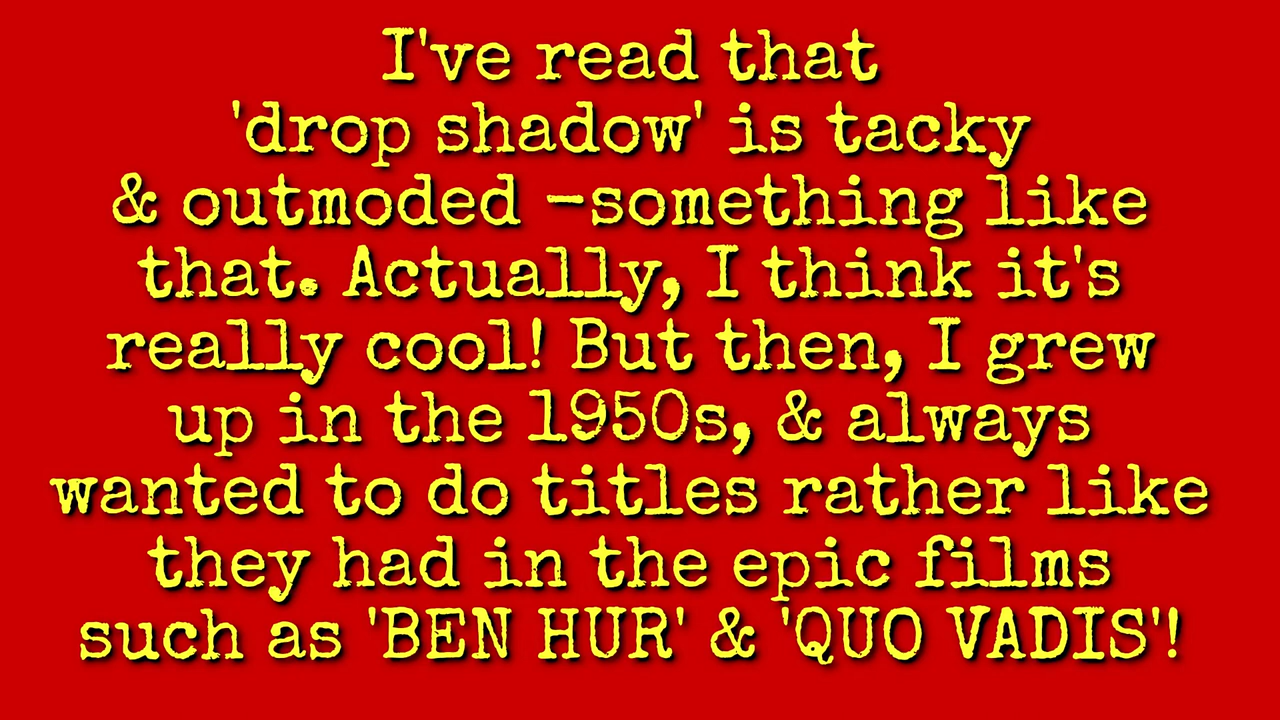 I've read that
'drop shadow' is tacky
& outmoded -something like
that. Actually, I think it's
really cool! But then, I grew
up in the 1950s, & always
wanted to do titles rather like
they had in the epic films
such as 'BEN HUR' & 'QUO VADIS'!